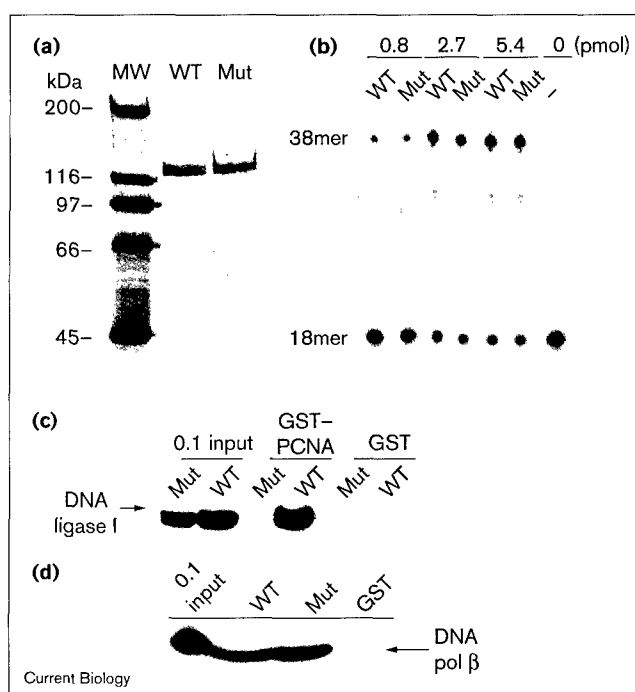 (a)
kDa MW WT Mut
200–
116–
97–
66–
45–
(b)
0.8 2.7 5.4 0 (pmol)
WT Mut WT Mut WT Mut –
38mer
18mer
(c)
0.1 input GST–PCNA GST
Mut WT Mut WT Mut WT
DNA
ligase I
(d)
0.1 input WT Mut GST
DNA
pol β
Current Biology